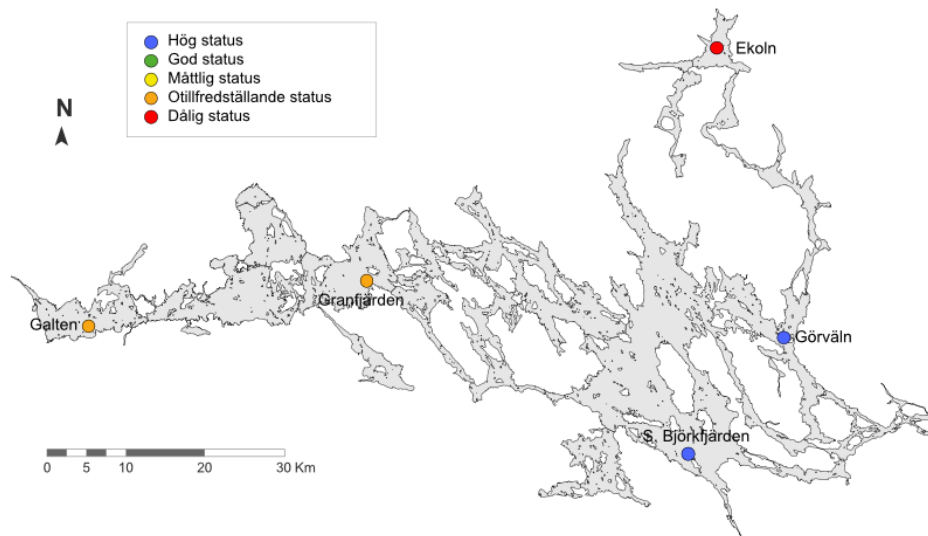 Hög status
God status
Måttlig status
Otillfredställande status
Dålig status
N
Ekoln
Granfjärden
Galten
Görväln
S. Björkfjärden
0 5 10 20 30 Km